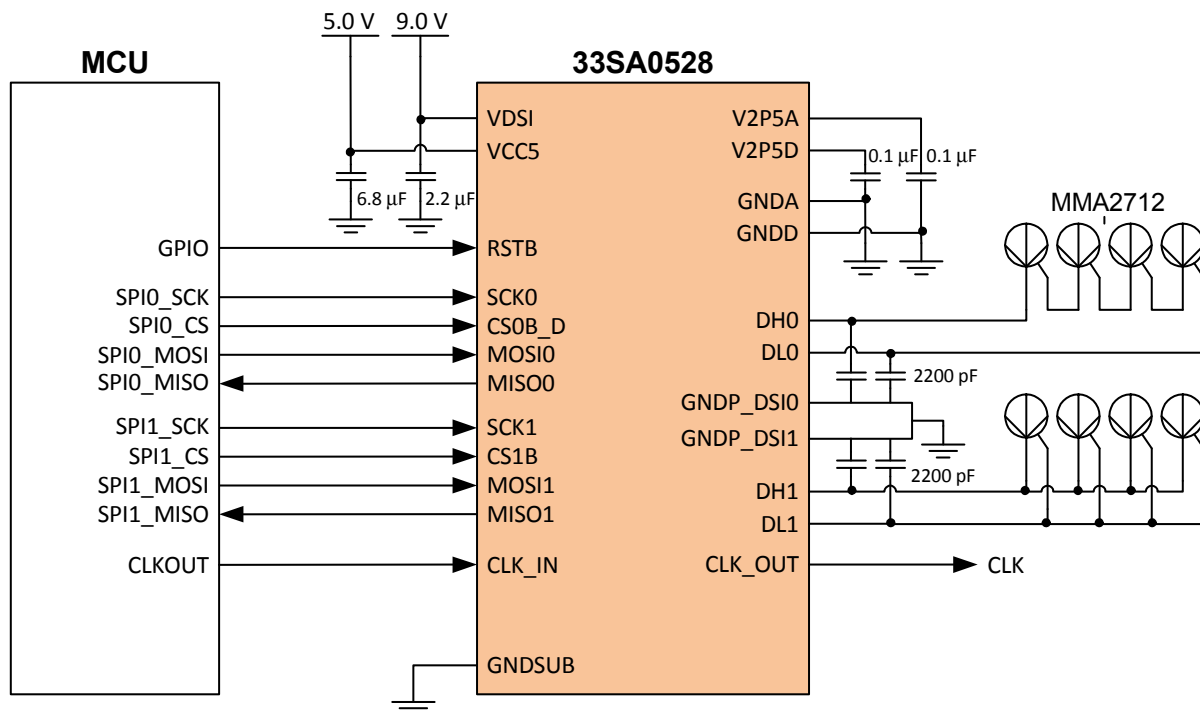 5.0 V 9.0 V
MCU
33SA0528
VDSI
VCC5
6.8 µF 2.2 µF
V2P5A
V2P5D
0.1 µF 0.1 µF
GNDA
GNDD
MMA2712
GPIO
RSTB
SPI0_SCK
SCK0
SPI0_CS
CS0B_D
SPI0_MOSI
MOSI0
SPI0_MISO
MISO0
DH0
DL0
2200 pF
GNDP_DSI0
GNDP_DSI1
2200 pF
SPI1_SCK
SCK1
SPI1_CS
CS1B
SPI1_MOSI
MOSI1
SPI1_MISO
MISO1
DH1
DL1
CLKOUT
CLK_IN
CLK_OUT
CLK
GNDSUB